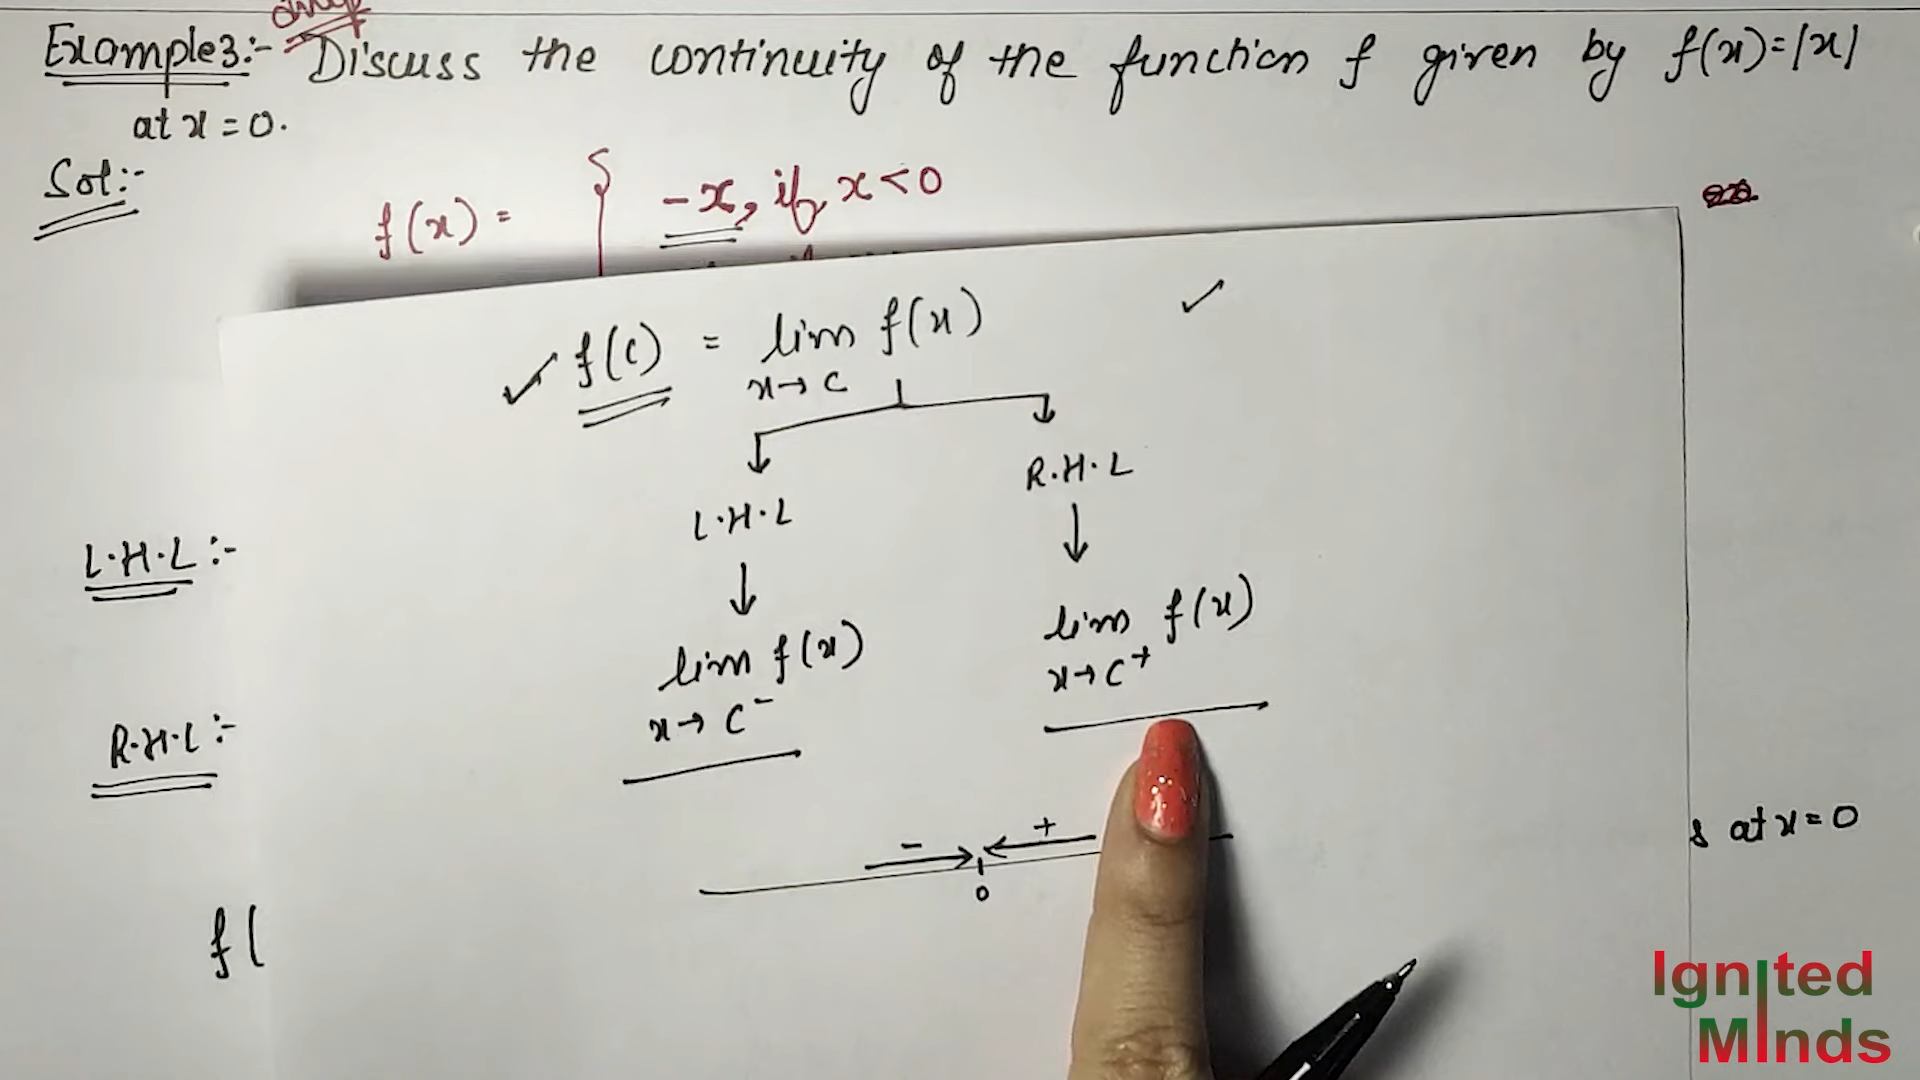 Example3:- Discuss the continuity of the function f given by f(x)=|x|
at x=0.
Sol:-
f(x) = { -x, if x<0
f(c) = lim f(x)
x→c
L.H.L
R.H.L
lim f(x)
x→c⁻
lim f(x)
x→c⁺
L.H.L:-
R.H.L:-
- +
0
s at x=0
f(
Ignited
Minds